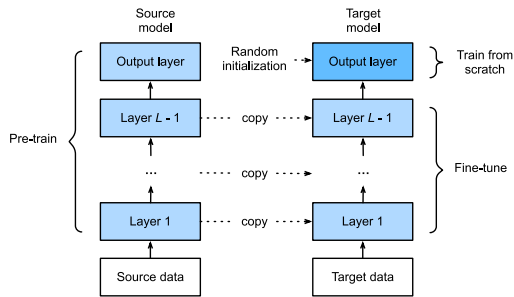 Source
model
Target
model
Output layer
Random
initialization
Output layer
Train from
scratch
Pre-train
Layer L - 1
copy
Layer L - 1
...
copy
...
Fine-tune
Layer 1
copy
Layer 1
Source data
Target data